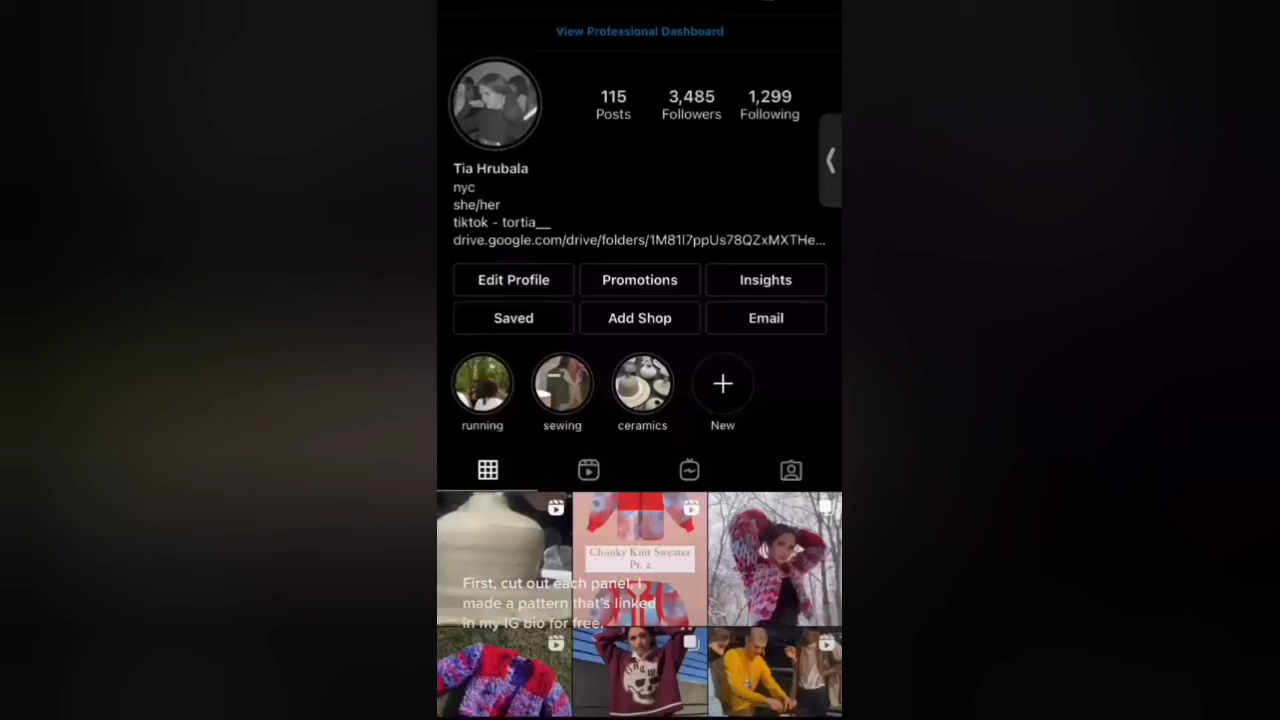 View Professional Dashboard
115
3,485
1,299
Posts
Followers
Following
Tia Hrubala
nyc
she/her
tiktok - tortia__
drive.google.com/drive/folders/1M81I7ppUs78QZxMXTHe...
Edit Profile
Promotions
Insights
Saved
Add Shop
Email
running
sewing
ceramics
New
Chunky Knit Sweater
Pt. 2
First, cut out each panel. I
made a pattern that's linked
in my IG bio for free.